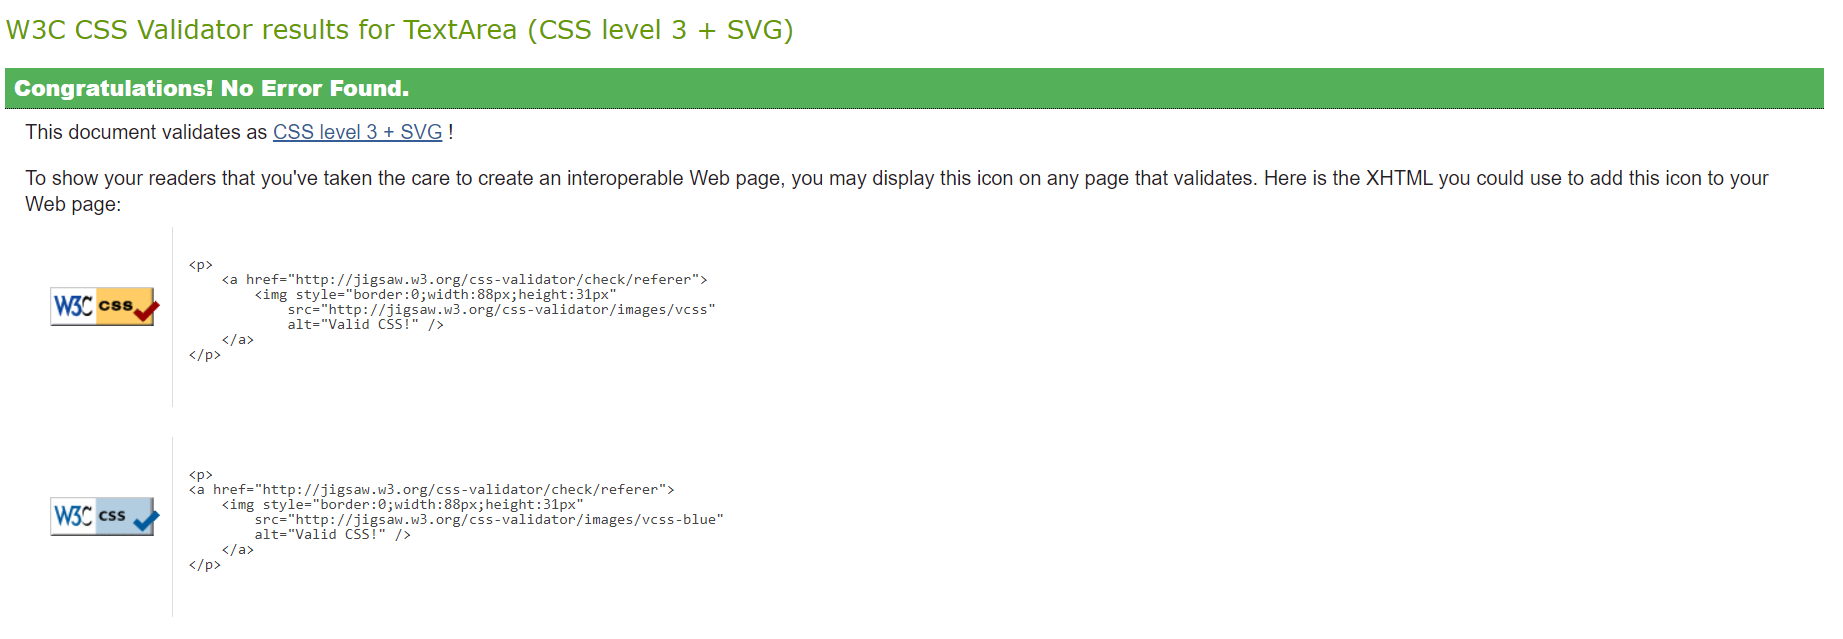 W3C CSS Validator results for TextArea (CSS level 3 + SVG)
Congratulations! No Error Found.
This document validates as CSS level 3 + SVG !
To show your readers that you've taken the care to create an interoperable Web page, you may display this icon on any page that validates. Here is the XHTML you could use to add this icon to your
Web page:
<p>
<a href="http://jigsaw.w3.org/css-validator/check/referer">
<img style="border:0;width:88px;height:31px"
W3C css
src="http://jigsaw.w3.org/css-validator/images/vcss"
alt="Valid CSS!" />
</a>
</p>
<p>
<a href="http://jigsaw.w3.org/css-validator/check/referer">
<img style="border:0;width:88px;height:31px"
W3C css
src="http://jigsaw.w3.org/css-validator/images/vcss-blue"
alt="Valid CSS!" />
</a>
</p>